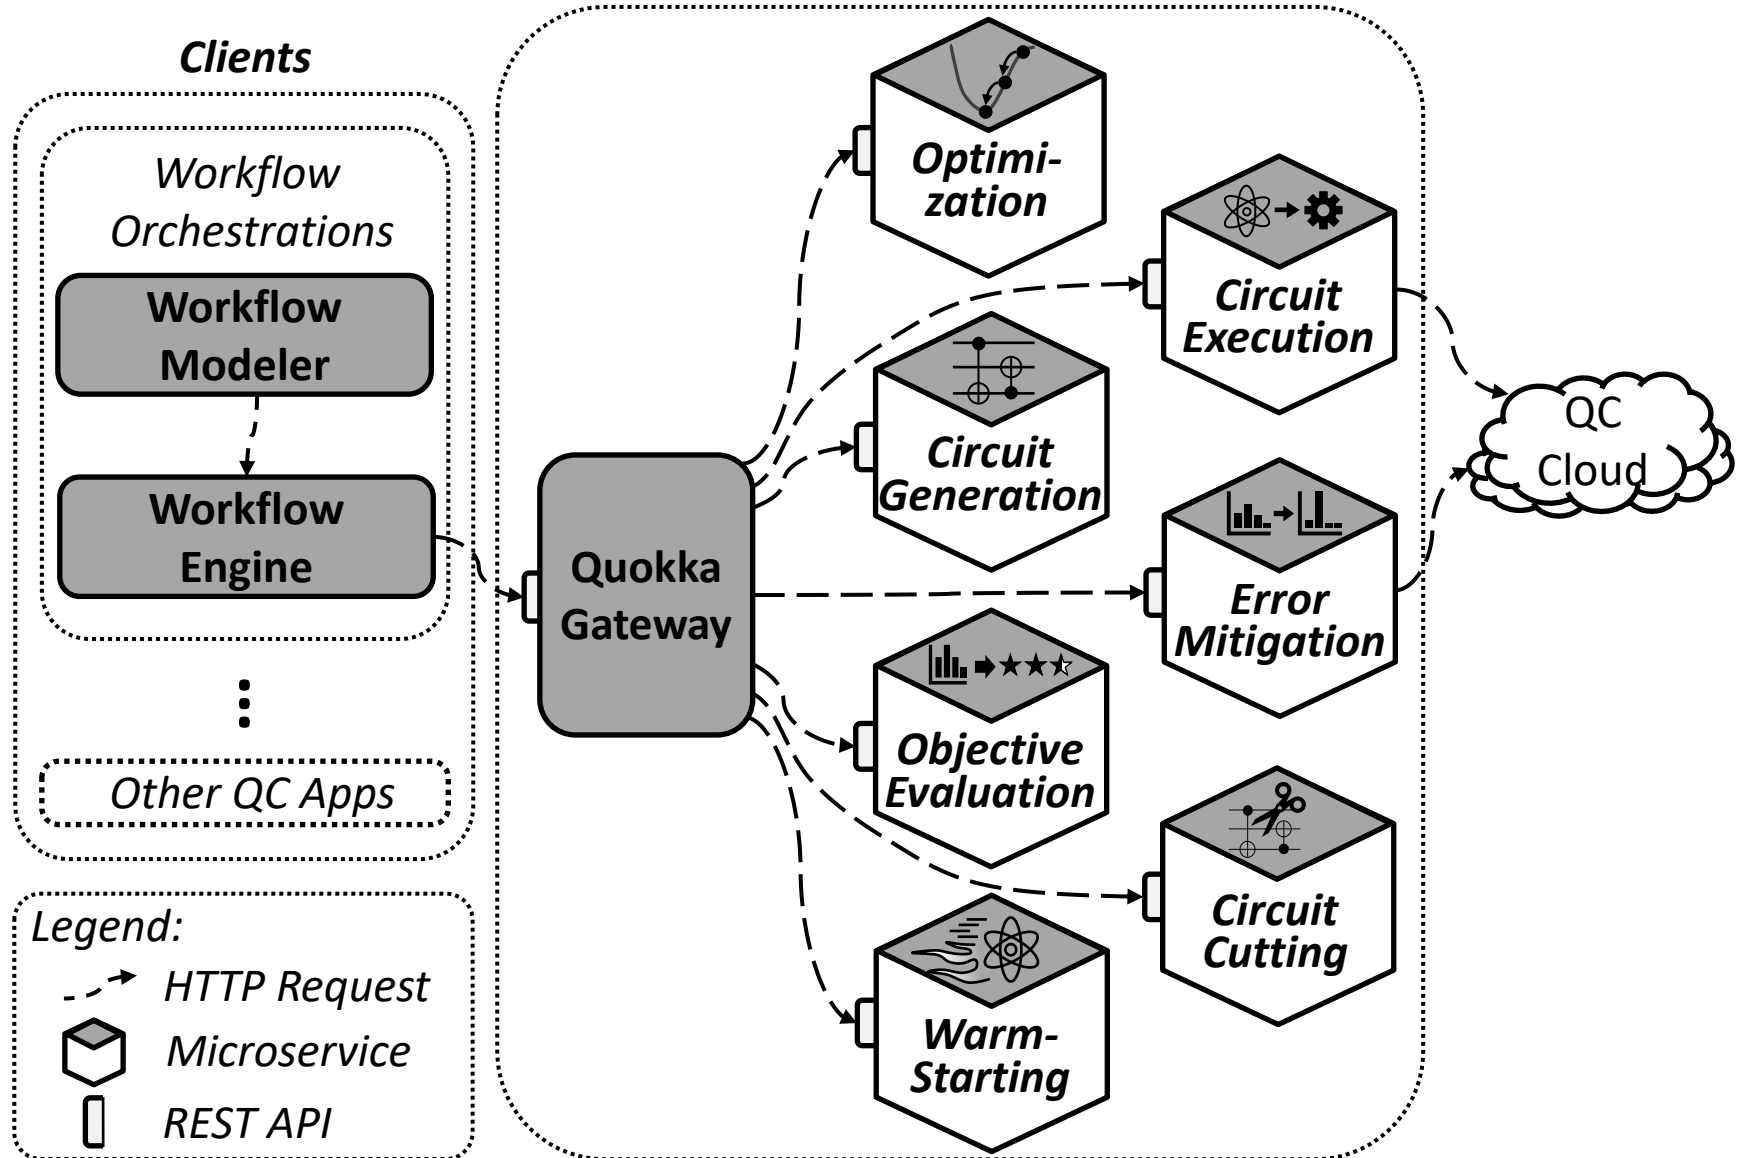 Clients
Workflow
Orchestrations
Workflow
Modeler
Workflow
Engine
Other QC Apps
Legend:
HTTP Request
Microservice
REST API
Quokka
Gateway
Optimi-
zation
Circuit
Execution
Circuit
Generation
Error
Mitigation
Objective
Evaluation
Circuit
Cutting
Warm-
Starting
QC
Cloud